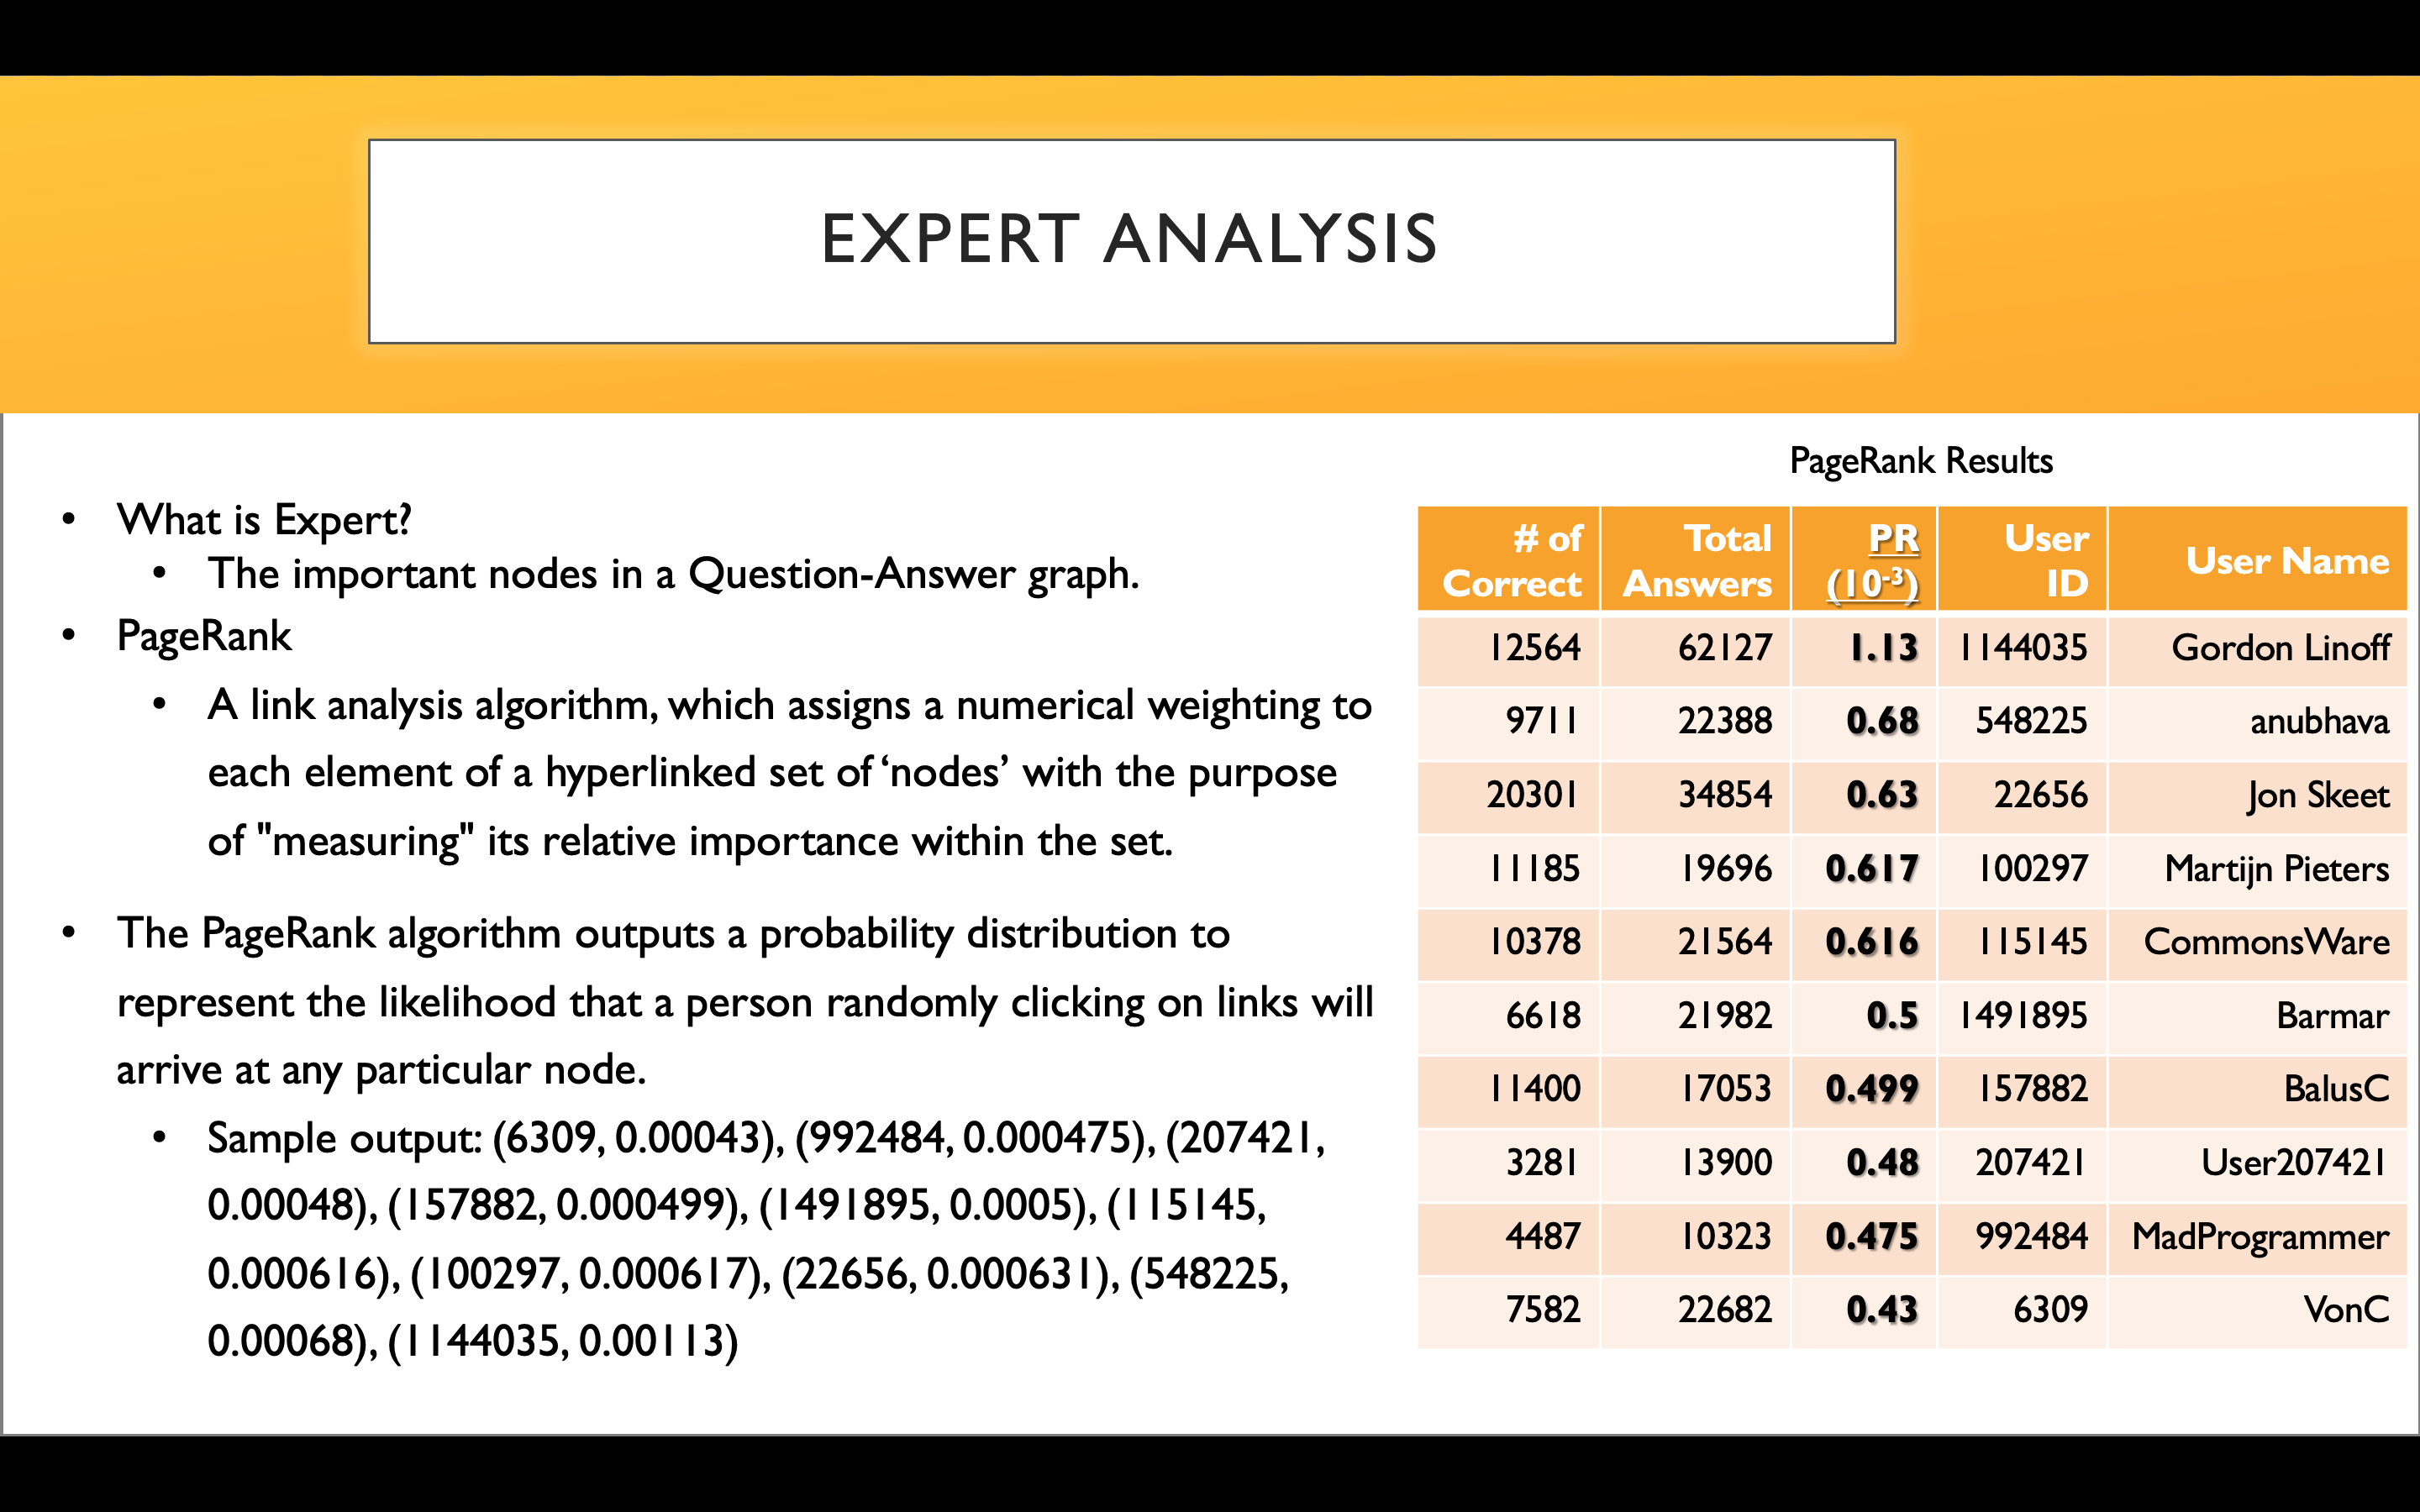 EXPERT ANALYSIS
• What is Expert?
• The important nodes in a Question-Answer graph.
• PageRank
• A link analysis algorithm, which assigns a numerical weighting to
each element of a hyperlinked set of ‘nodes’ with the purpose
of "measuring" its relative importance within the set.
• The PageRank algorithm outputs a probability distribution to
represent the likelihood that a person randomly clicking on links will
arrive at any particular node.
• Sample output: (6309, 0.00043), (992484, 0.000475), (207421,
0.00048), (157882, 0.000499), (1491895, 0.0005), (115145,
0.000616), (100297, 0.000617), (22656, 0.000631), (548225,
0.00068), (1144035, 0.00113)
PageRank Results
# of Correct Total Answers PR (10⁻³) User ID User Name
12564 62127 1.13 1144035 Gordon Linoff
9711 22388 0.68 548225 anubhava
20301 34854 0.63 22656 Jon Skeet
11185 19696 0.617 100297 Martijn Pieters
10378 21564 0.616 115145 CommonsWare
6618 21982 0.5 1491895 Barmar
11400 17053 0.499 157882 BalusC
3281 13900 0.48 207421 User207421
4487 10323 0.475 992484 MadProgrammer
7582 22682 0.43 6309 VonC